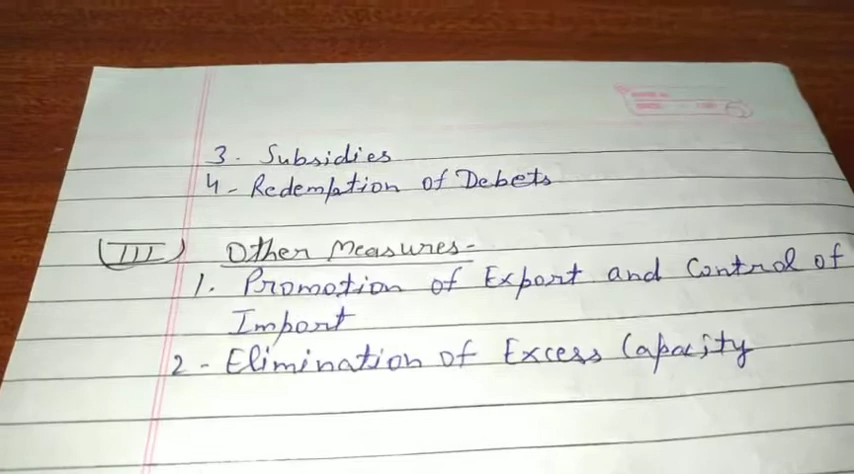 3. Subsidies
4 - Redemption of Debets
(III) Other Measures -
1. Promotion of Export and Control of
Import
2 - Elimination of Excess Capacity